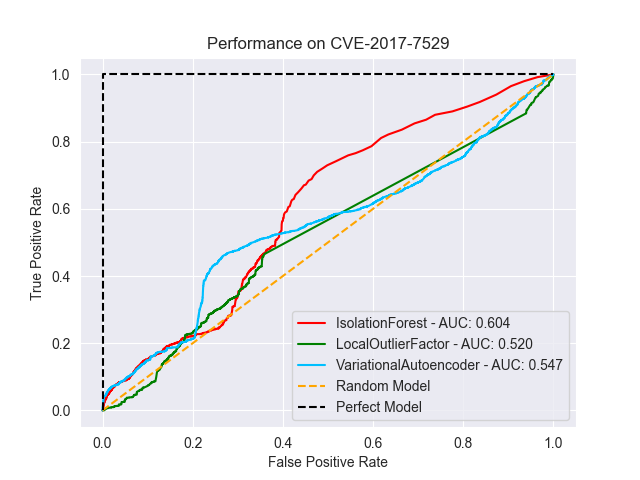 Performance on CVE-2017-7529
True Positive Rate
1.0
0.8
0.6
0.4
0.2
0.0
0.0 0.2 0.4 0.6 0.8 1.0
False Positive Rate
IsolationForest - AUC: 0.604
LocalOutlierFactor - AUC: 0.520
VariationalAutoencoder - AUC: 0.547
Random Model
Perfect Model